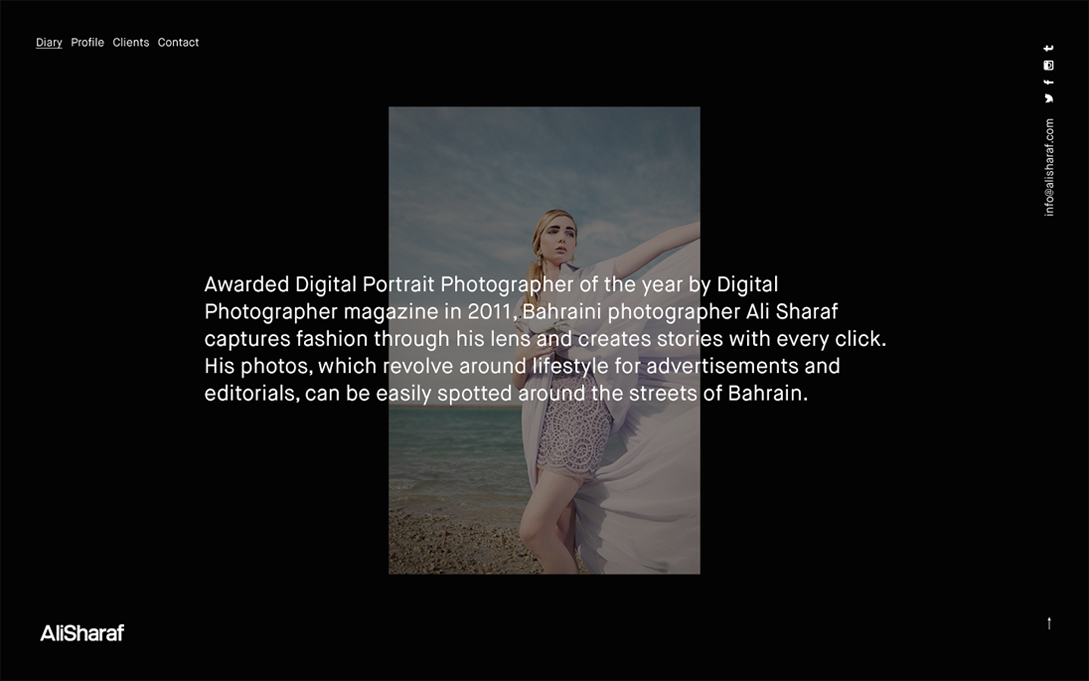 Diary Profile Clients Contact
info@alisharaf.com
Awarded Digital Portrait Photographer of the year by Digital
Photographer magazine in 2011, Bahraini photographer Ali Sharaf
captures fashion through his lens and creates stories with every click.
His photos, which revolve around lifestyle for advertisements and
editorials, can be easily spotted around the streets of Bahrain.
AliSharaf